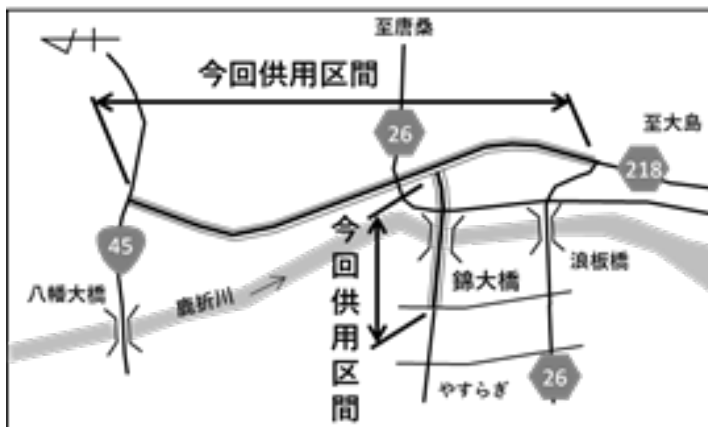 至唐桑
今回供用区間
26
至大島
218
45
今回供用区間
浪板橋
八幡大橋
鹿折川
錦大橋
やすらぎ
26